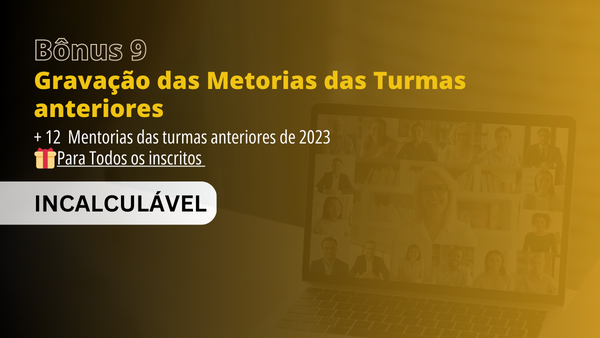 Bônus 9
Gravação das Metorias das Turmas
anteriores
+ 12 Mentorias das turmas anteriores de 2023
Para Todos os inscritos
INCALCULÁVEL